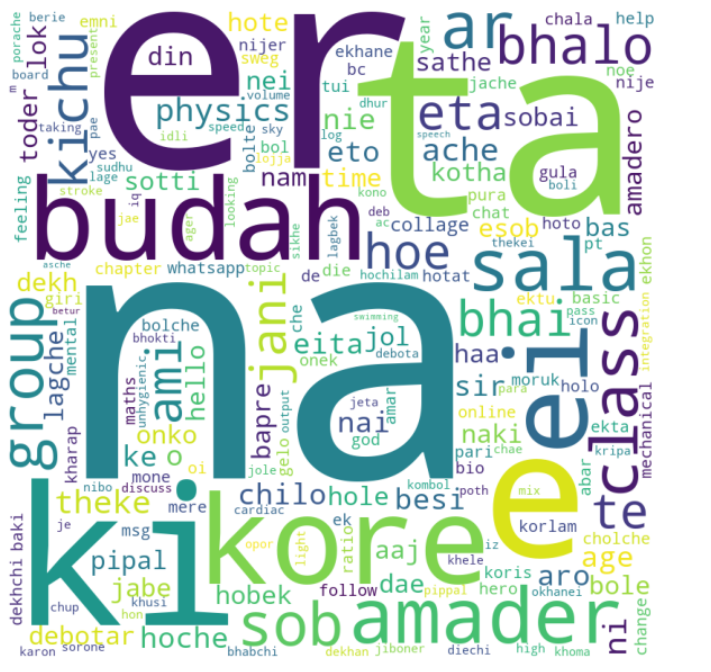 porache
berie
emni
hote
din
er
ar
chala
help
bhalo
year
board
m
lok
present
nijer
sweg
ekhane
bc
sathe
noe
nije
toder
kichu
taking
pae
physics
volume
nei
tui
nie
jache
eta
sobai
ta
yes
idli
speed
sky
bolte
dhur
log
speech
eto
ache
amadero
feeling
sudhu
lage
sotti
lojja
bol
nam
time
kotha
gula
boli
stroke
iq
jae
ager
looking
sikhe
kono
lagbek
deb
ac
pura
chat
collage
esob
hoto
bas
budah
hoe
thekei
pt
sala
ekhon
asche
chapter
whatsapp
topic
de
die
hochilam
hotat
dekh
giri
betur
che
ektu
basic
jani
group
mental
lagche
bolche
bhokti
swimming
onek
eita
jol
debota
bhai
pass
icon
integration
class
ei
na
ami
maths
unhygienic
hello
bapre
output
gelo
jeta
amar
nai
god
haa
sir
moruk
para
holo
online
naki
ekta
kripa
mechanical
kharap
onko
ke
o
oi
jole
pari
chae
bio
abar
mone
discuss
nibo
mere
cardiac
chilo
hole
kombol
besi
poth
mix
e
te
theke
je
msg
ek
korlam
cholche
dekhchi
baki
ki
kore
opor
light
ratio
aaj
khele
iz
koris
okhanei
age
pipal
jabe
khusi
hon
hobek
follow
dae
pippal
hero
aro
bole
chup
debotar
hoche
sob
amader
ni
change
karon
sorone
bhabchi
dekhan
jiboner
diechi
high
khoma